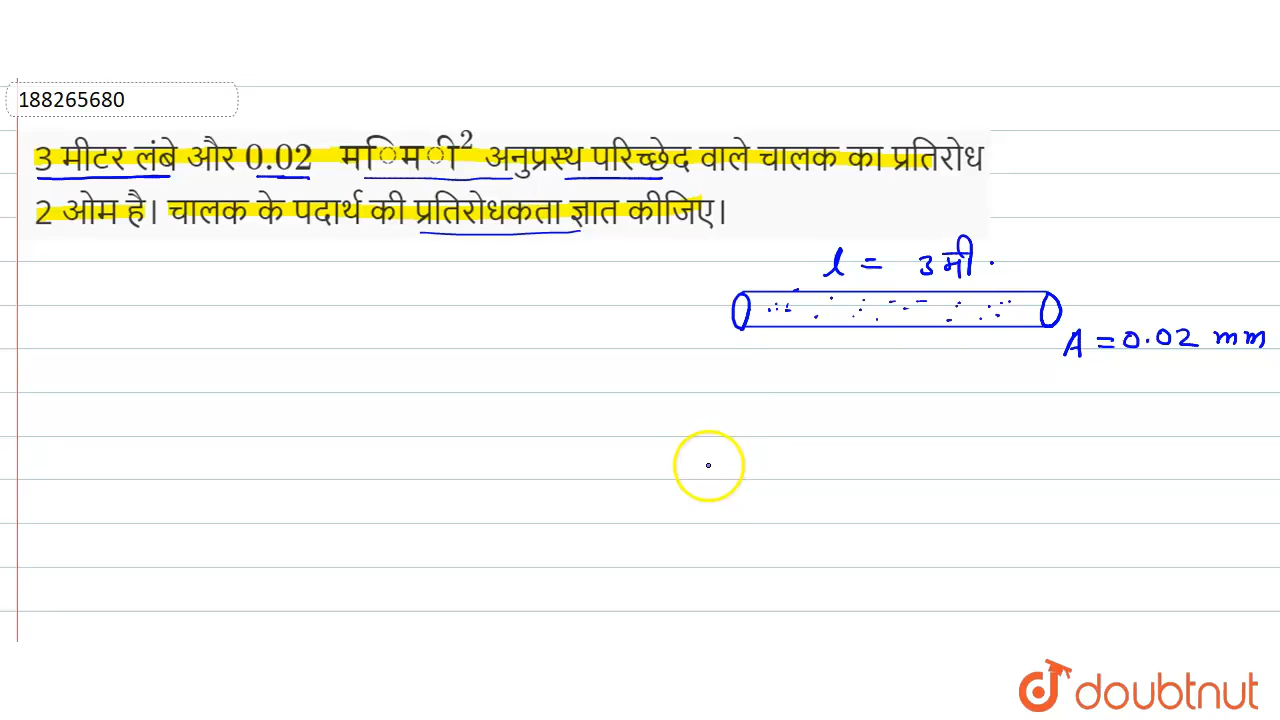 188265680
3 मीटर लंबे और 0.02 मिमी² अनुप्रस्थ परिच्छेद वाले चालक का प्रतिरोध
2 ओम है। चालक के पदार्थ की प्रतिरोधकता ज्ञात कीजिए।
l = 3 मी.
A = 0.02 mm
doubtnut